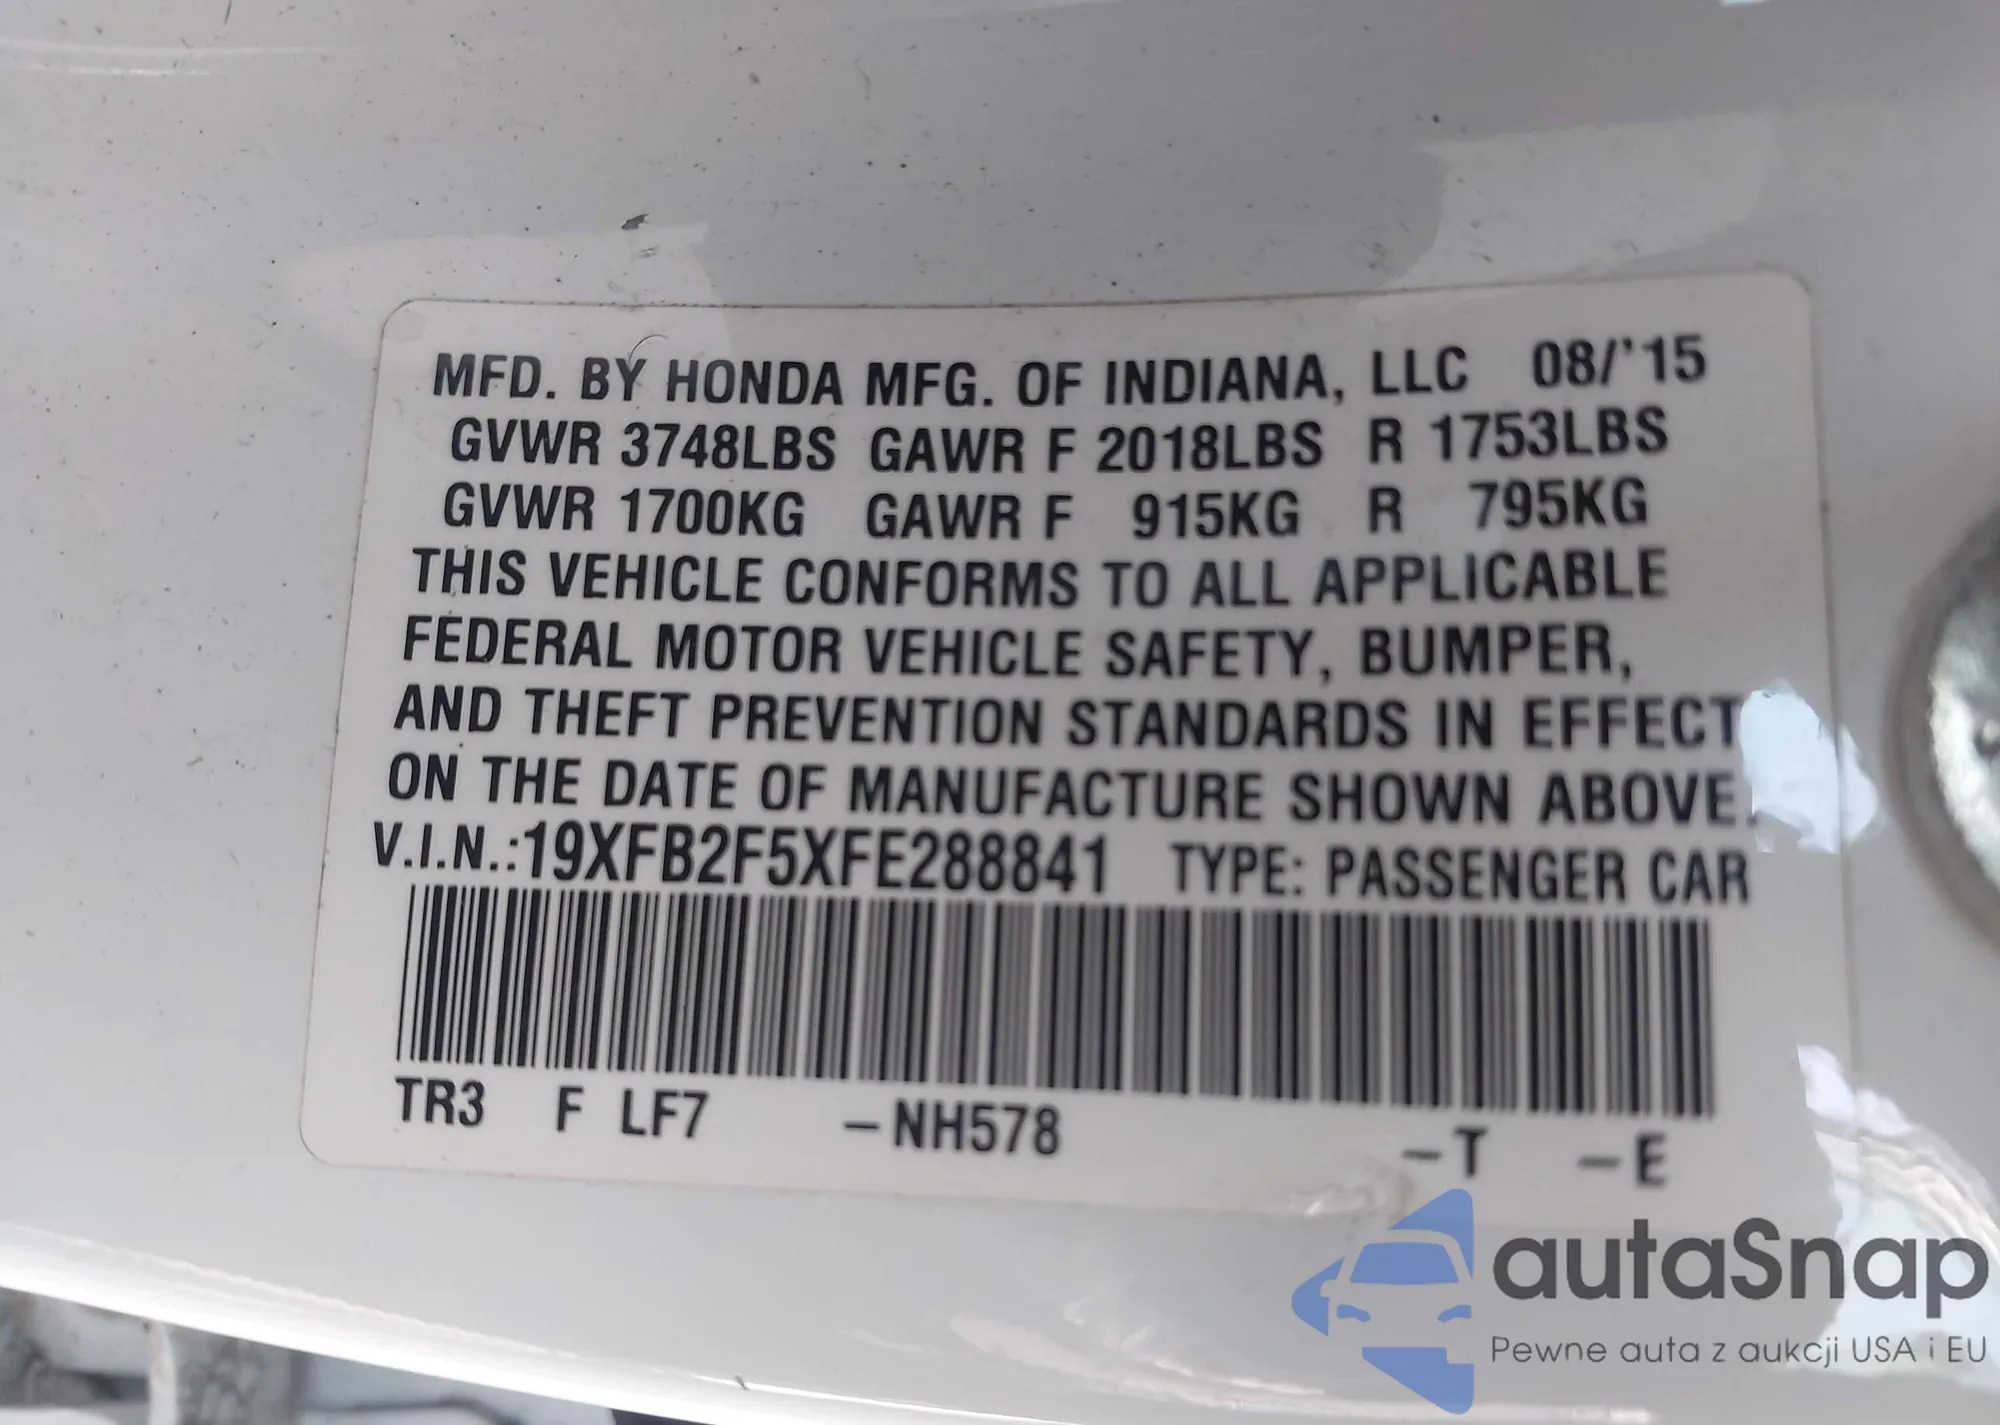 MFD. BY HONDA MFG. OF INDIANA, LLC 08/'15
GVWR 3748LBS GAWR F 2018LBS R 1753LBS
GVWR 1700KG GAWR F 915KG R 795KG
THIS VEHICLE CONFORMS TO ALL APPLICABLE
FEDERAL MOTOR VEHICLE SAFETY, BUMPER,
AND THEFT PREVENTION STANDARDS IN EFFECT
ON THE DATE OF MANUFACTURE SHOWN ABOVE.
V.I.N.:19XFB2F5XFE288841 TYPE: PASSENGER CAR
TR3 F LF7 –NH578 –T –E
autaSnap
Pewne auta z aukcji USA i EU